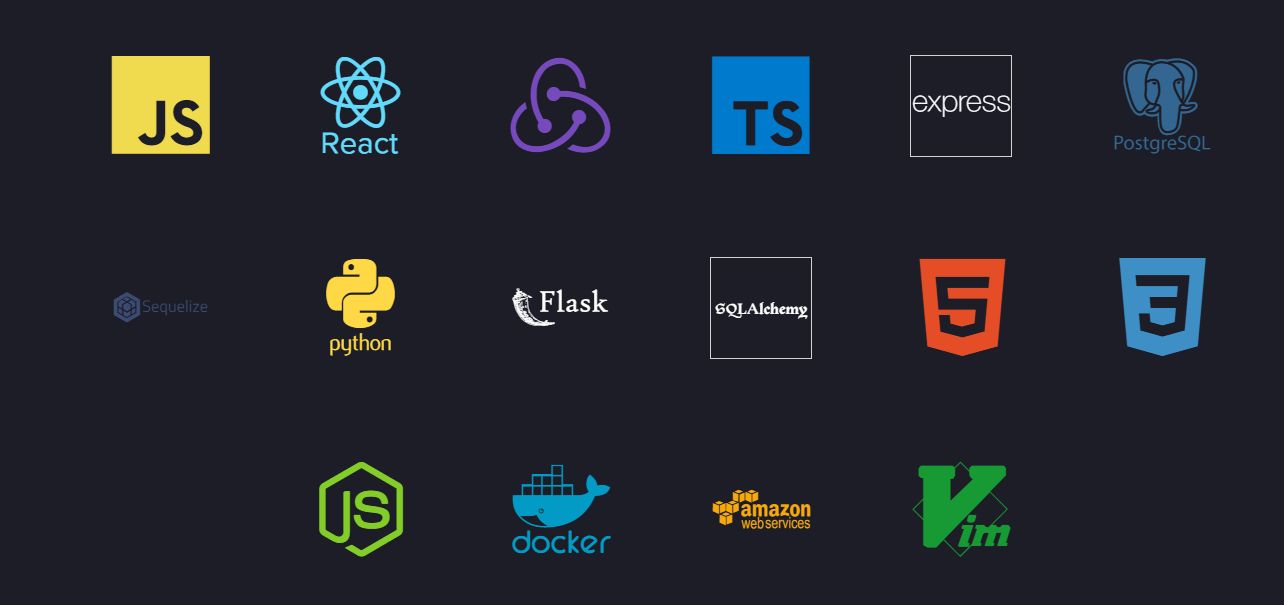 JS
React
TS
express
PostgreSQL
Sequelize
python
Flask
SQLAlchemy
5
3
JS
docker
amazon
web services
Vim